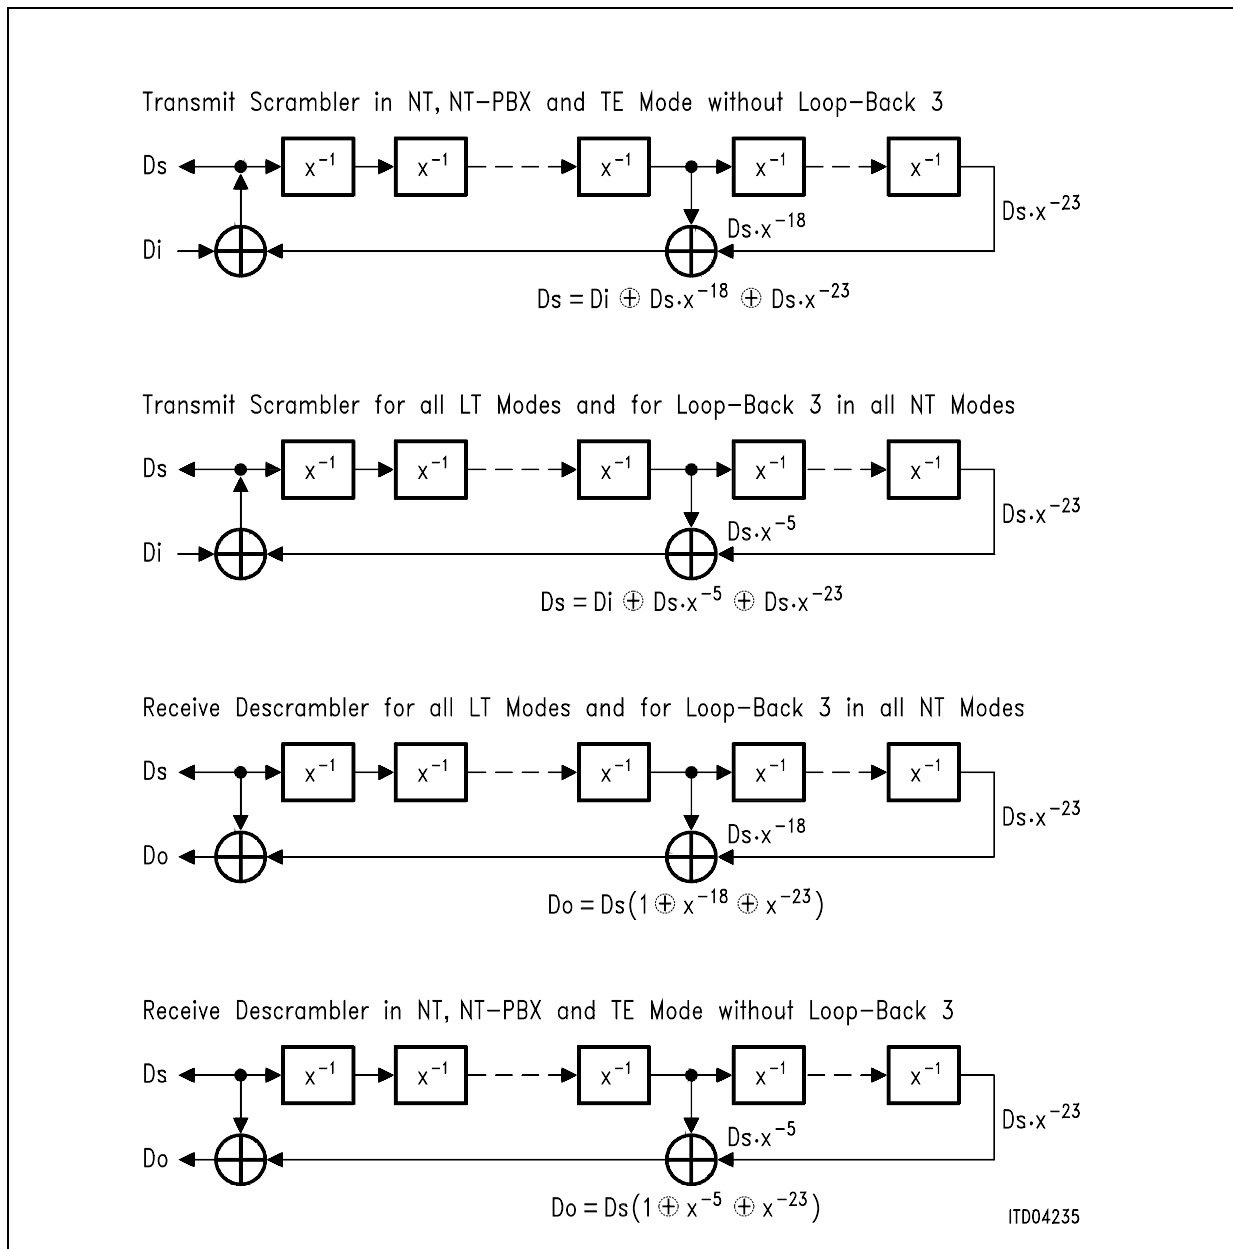 Transmit Scrambler in NT, NT-PBX and TE Mode without Loop-Back 3
Ds x⁻¹ x⁻¹ x⁻¹ x⁻¹ x⁻¹
Ds·x⁻²³
Ds·x⁻¹⁸
Di
Ds = Di ⊕ Ds·x⁻¹⁸ ⊕ Ds·x⁻²³
Transmit Scrambler for all LT Modes and for Loop-Back 3 in all NT Modes
Ds x⁻¹ x⁻¹ x⁻¹ x⁻¹ x⁻¹
Ds·x⁻²³
Ds·x⁻⁵
Di
Ds = Di ⊕ Ds·x⁻⁵ ⊕ Ds·x⁻²³
Receive Descrambler for all LT Modes and for Loop-Back 3 in all NT Modes
Ds x⁻¹ x⁻¹ x⁻¹ x⁻¹ x⁻¹
Ds·x⁻²³
Ds·x⁻¹⁸
Do
Do = Ds(1 ⊕ x⁻¹⁸ ⊕ x⁻²³)
Receive Descrambler in NT, NT-PBX and TE Mode without Loop-Back 3
Ds x⁻¹ x⁻¹ x⁻¹ x⁻¹ x⁻¹
Ds·x⁻²³
Ds·x⁻⁵
Do
Do = Ds(1 ⊕ x⁻⁵ ⊕ x⁻²³)
ITD04235